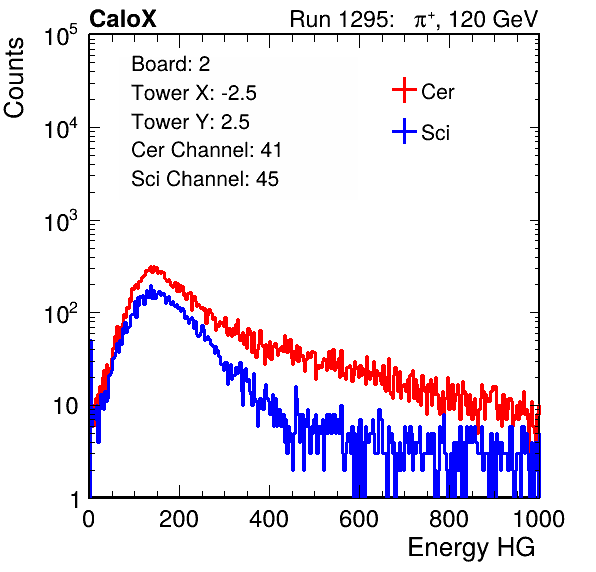 CaloX Run 1295: π⁺, 120 GeV
Counts
Board: 2
Tower X: -2.5
Tower Y: 2.5
Cer Channel: 41
Sci Channel: 45
Cer
Sci
10⁵
10⁴
10³
10²
10
1
0 200 400 600 800 1000
Energy HG